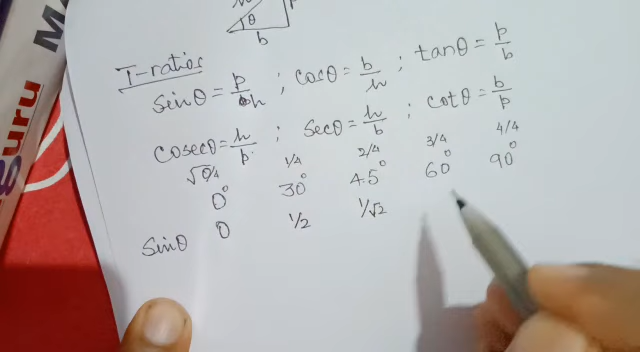 θ
b
T-ratios
sinθ = p/h ; cosθ = b/h ; tanθ = p/b
cosecθ = h/p ; secθ = h/b ; cotθ = b/p
√0/4 1/4 2/4 3/4 4/4
0° 30° 45° 60° 90°
sinθ 0 1/2 1/√2
uru